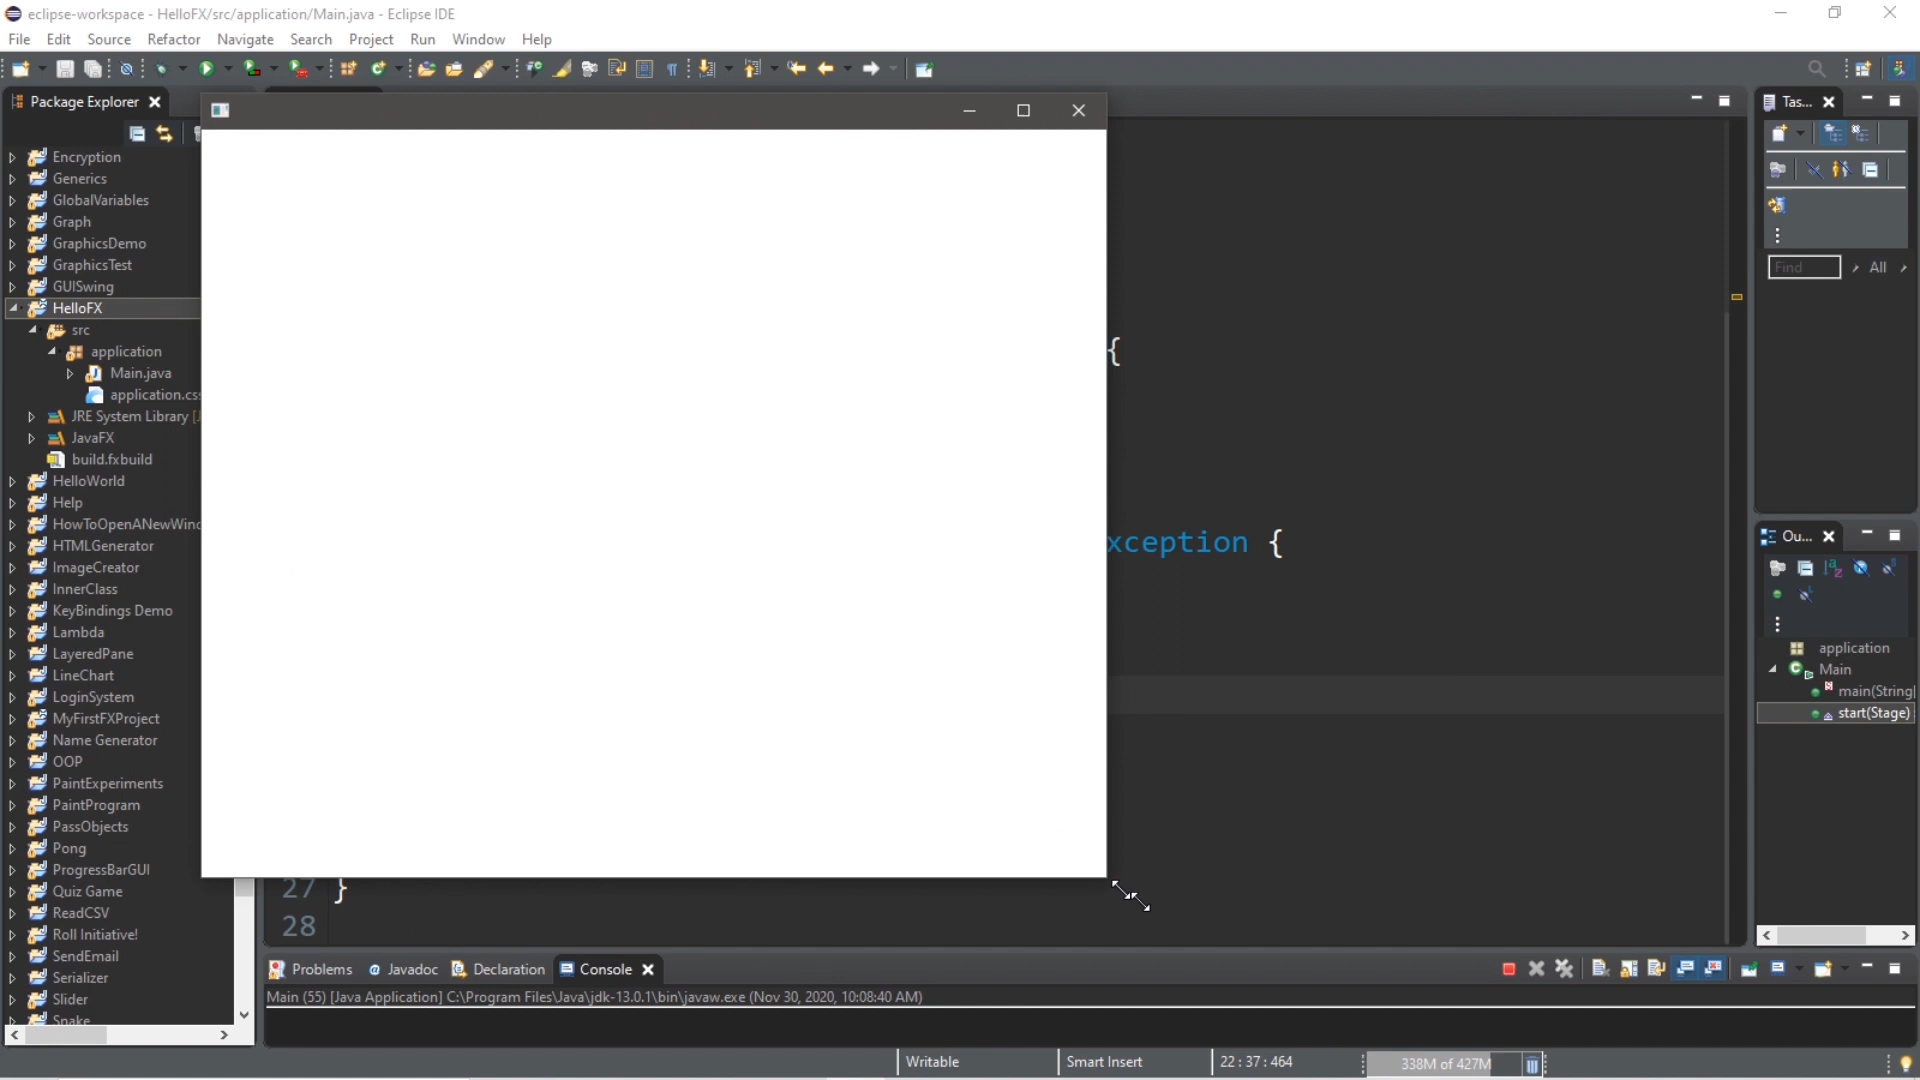 eclipse-workspace - HelloFX/src/application/Main.java - Eclipse IDE
File Edit Source Refactor Navigate Search Project Run Window Help
Package Explorer
Tas...
Encryption
Generics
GlobalVariables
Graph
GraphicsDemo
GraphicsTest
GUISwing
HelloFX
src
application
Main.java
application.cs
JRE System Library [J
JavaFX
build.fxbuild
HelloWorld
Help
HowToOpenANewWind
HTMLGenerator
ImageCreator
InnerClass
KeyBindings Demo
Lambda
LayeredPane
LineChart
LoginSystem
MyFirstFXProject
Name Generator
OOP
PaintExperiments
PaintProgram
PassObjects
Pong
ProgressBarGUI
Quiz Game
ReadCSV
Roll Initiative!
SendEmail
Serializer
Slider
Snake
{
xception {
27 }
28
Find All
Ou...
application
Main
main(String[
start(Stage)
Problems Javadoc Declaration Console
Main (55) [Java Application] C:\Program Files\Java\jdk-13.0.1\bin\javaw.exe (Nov 30, 2020, 10:08:40 AM)
Writable Smart Insert 22 : 37 : 464 338M of 427M